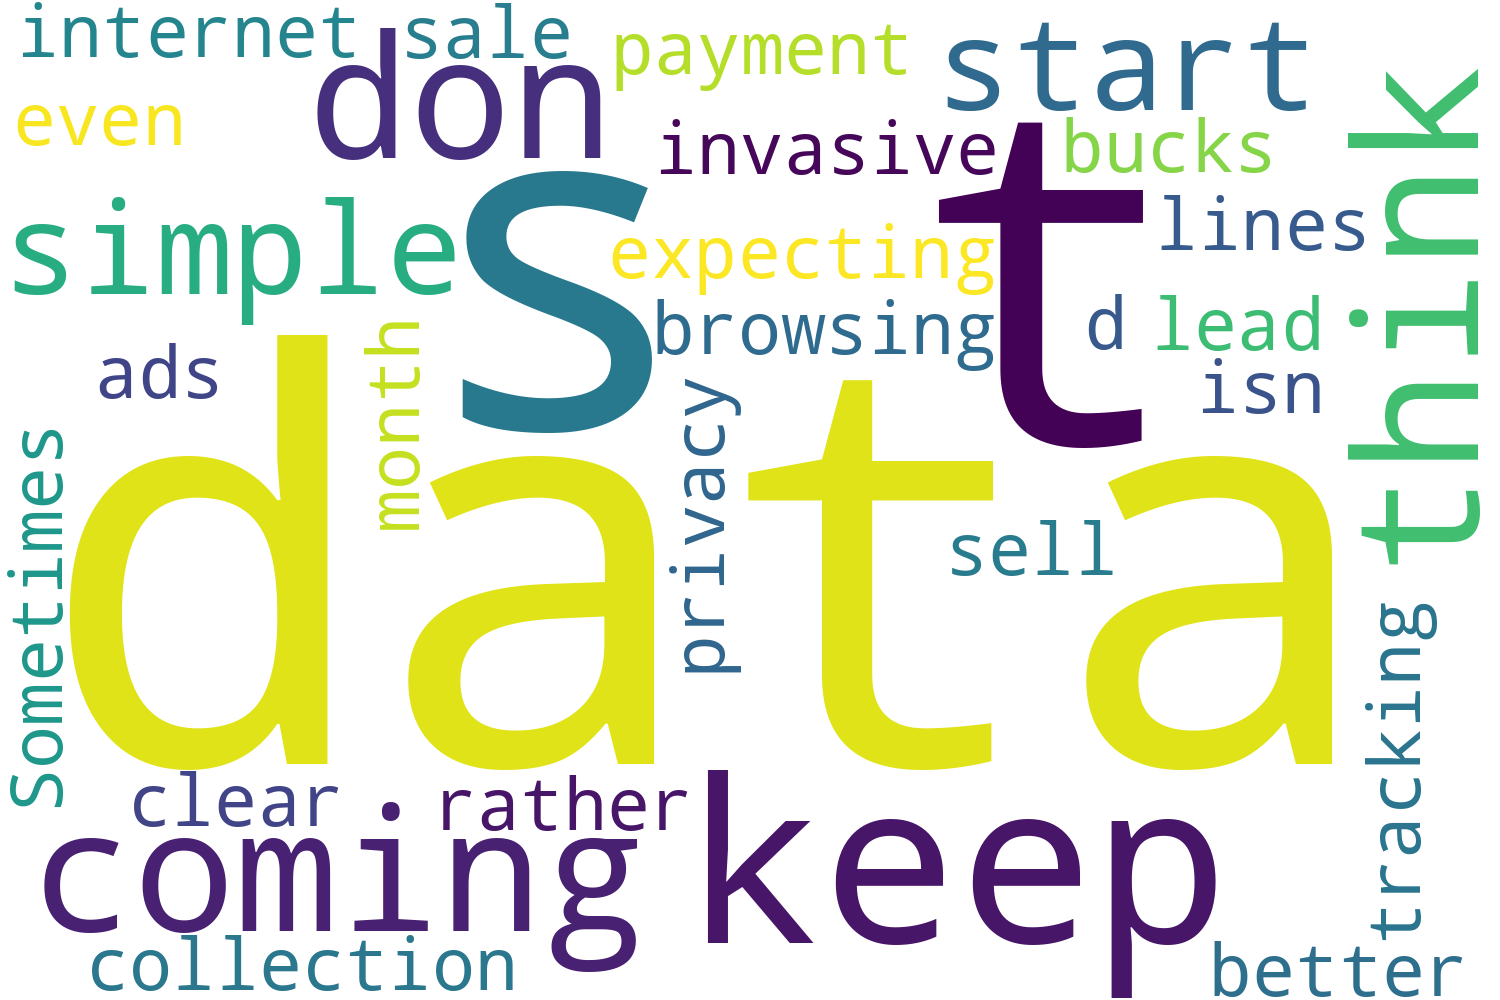 internet
sale
payment
start
even
don
invasive
bucks
think
simple
s
t
expecting
lines
browsing
d
lead
ads
month
isn
privacy
data
Sometimes
sell
tracking
clear
rather
coming
keep
collection
better